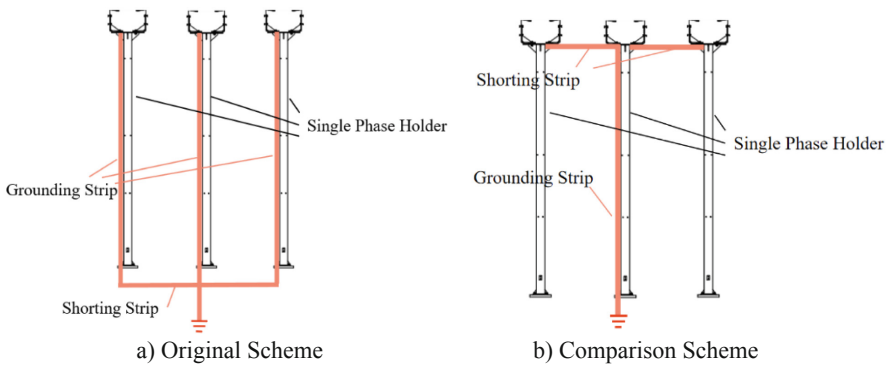 Single Phase Holder
Grounding Strip
Shorting Strip
a) Original Scheme
Shorting Strip
Single Phase Holder
Grounding Strip
b) Comparison Scheme